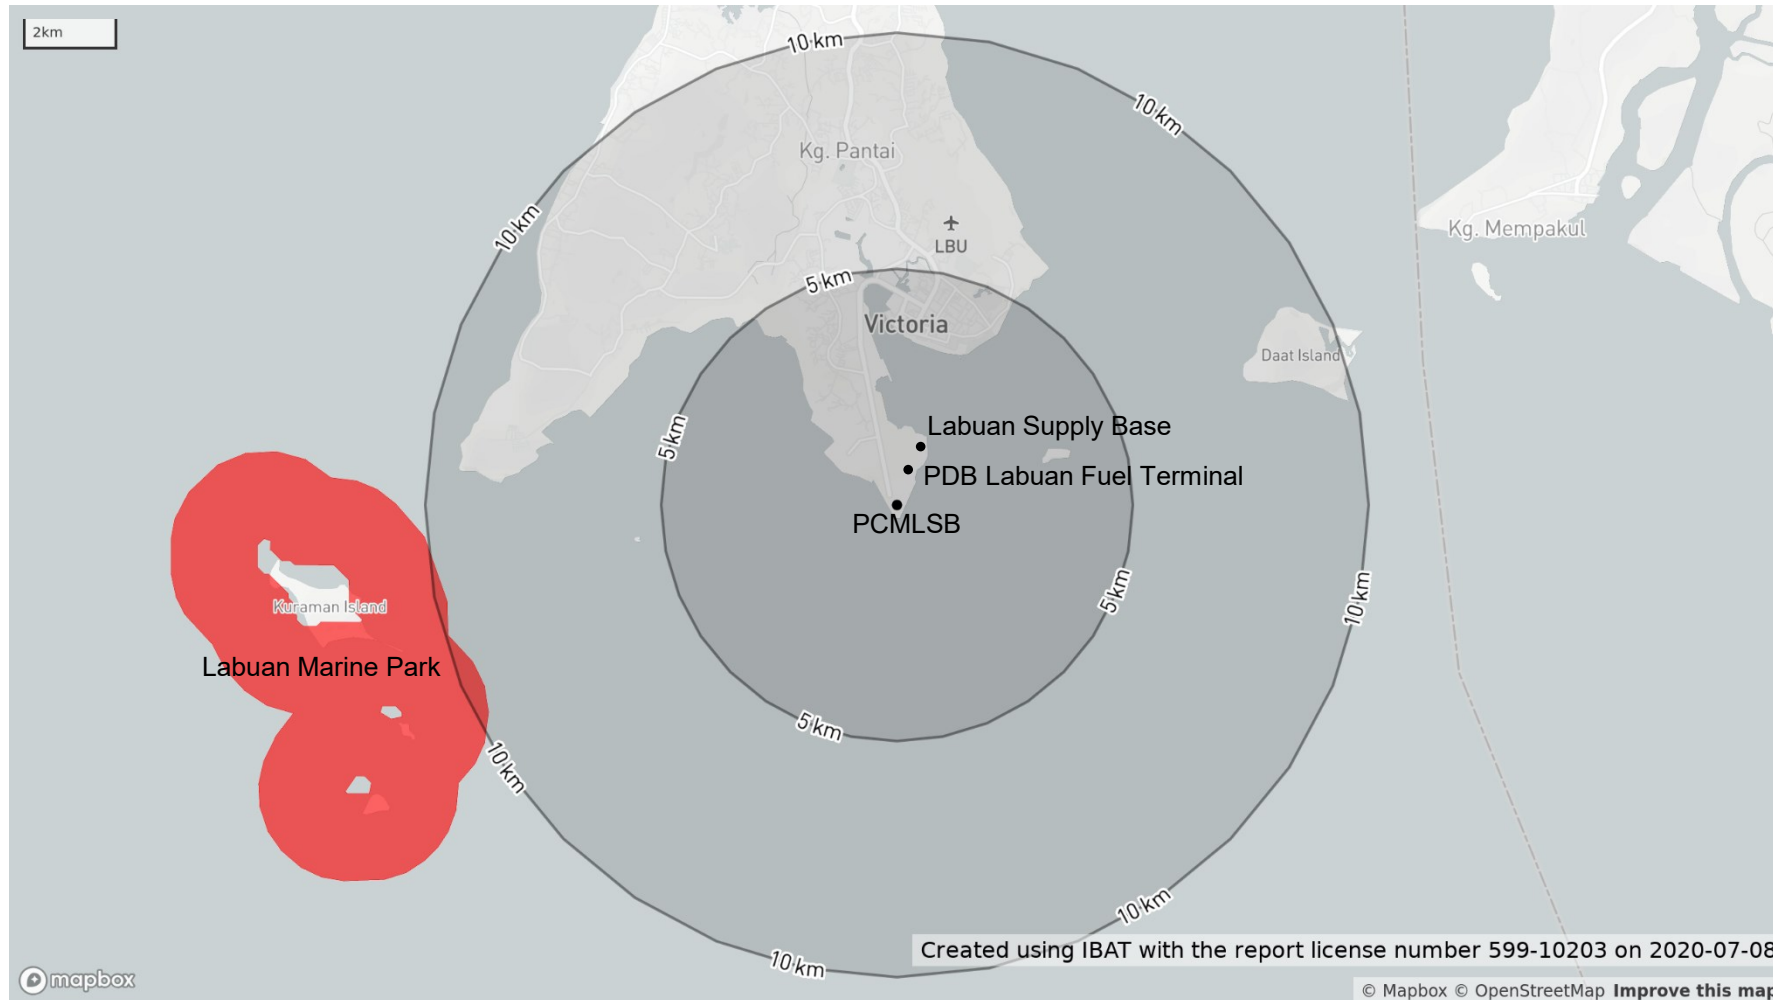 2km
10 km
10 km
Kg. Pantai
10 km
LBU
Kg. Mempakul
5 km
Victoria
Daat Island
5 km
Labuan Supply Base
PDB Labuan Fuel Terminal
PCMLSB
5 km
10 km
Kuraman Island
Labuan Marine Park
5 km
10 km
10 km
10 km
Created using IBAT with the report license number 599-10203 on 2020-07-08
mapbox
© Mapbox © OpenStreetMap Improve this map